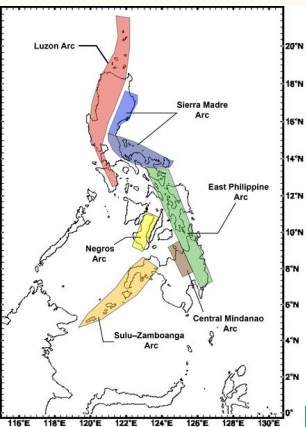 Luzon Arc
Sierra Madre
Arc
East Philippine
Arc
Negros
Arc
Central Mindanao
Arc
Sulu–Zamboanga
Arc
20°N
18°N
16°N
14°N
12°N
10°N
8°N
6°N
4°N
2°N
0°
116°E
118°E
120°E
122°E
124°E
126°E
128°E
130°E